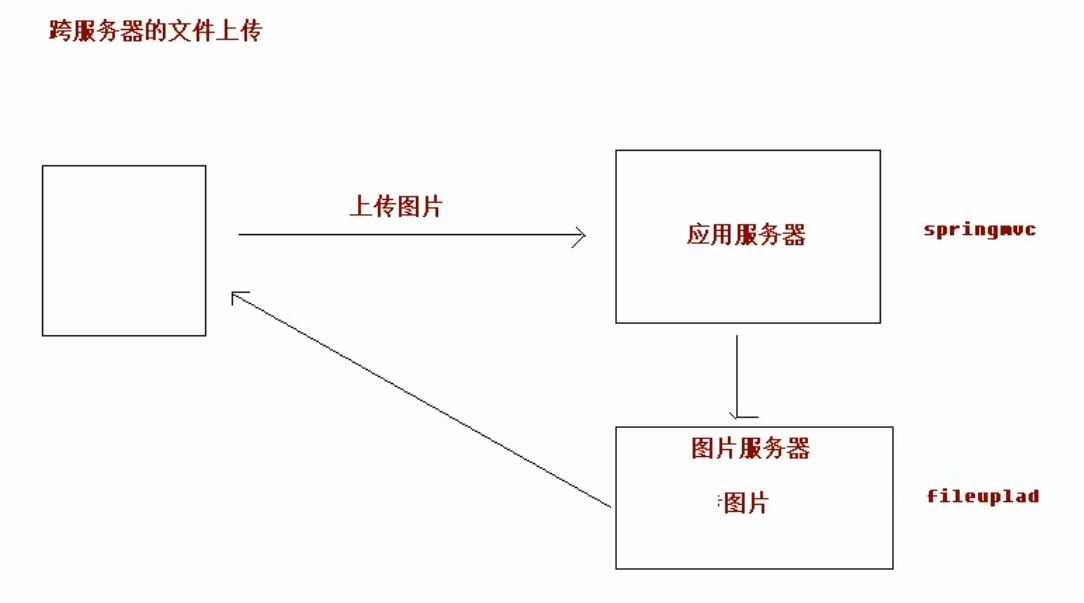 跨服务器的文件上传
上传图片
应用服务器
springmvc
图片服务器
图片
fileuplad